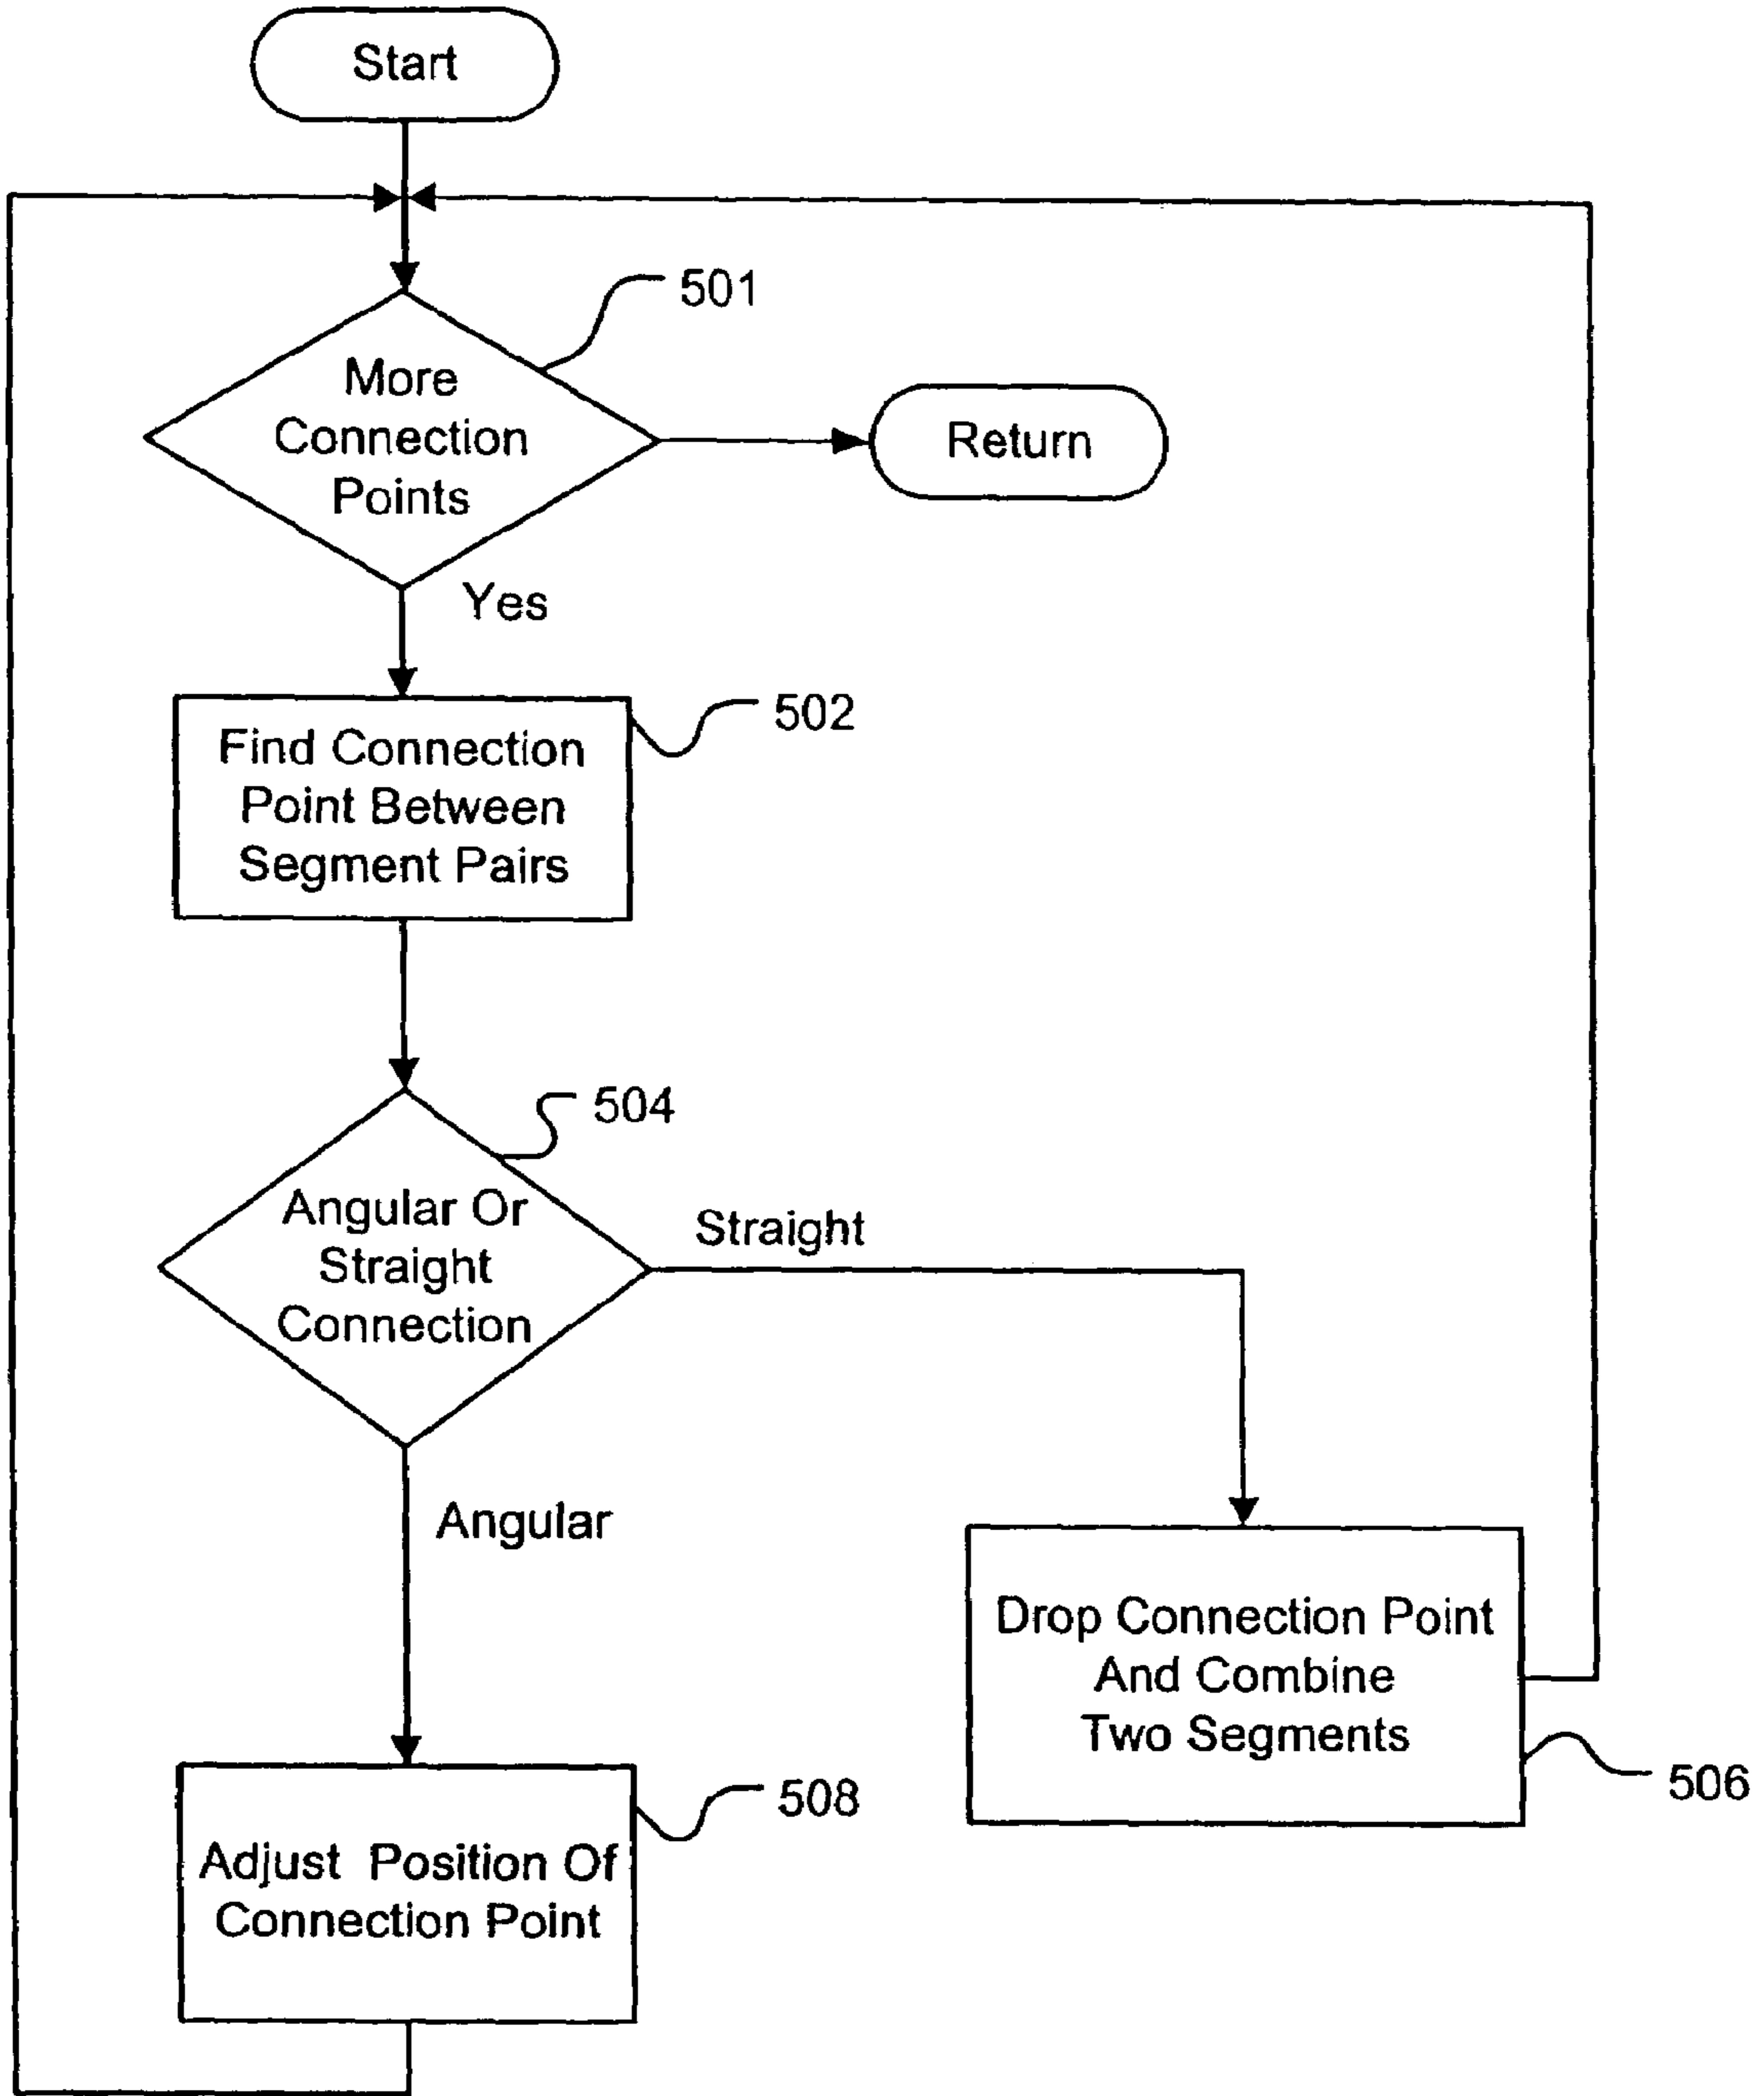 Start
501
More
Connection
Points
Return
Yes
502
Find Connection
Point Between
Segment Pairs
504
Angular Or
Straight
Connection
Straight
Angular
Drop Connection Point
And Combine
Two Segments
506
508
Adjust Position Of
Connection Point